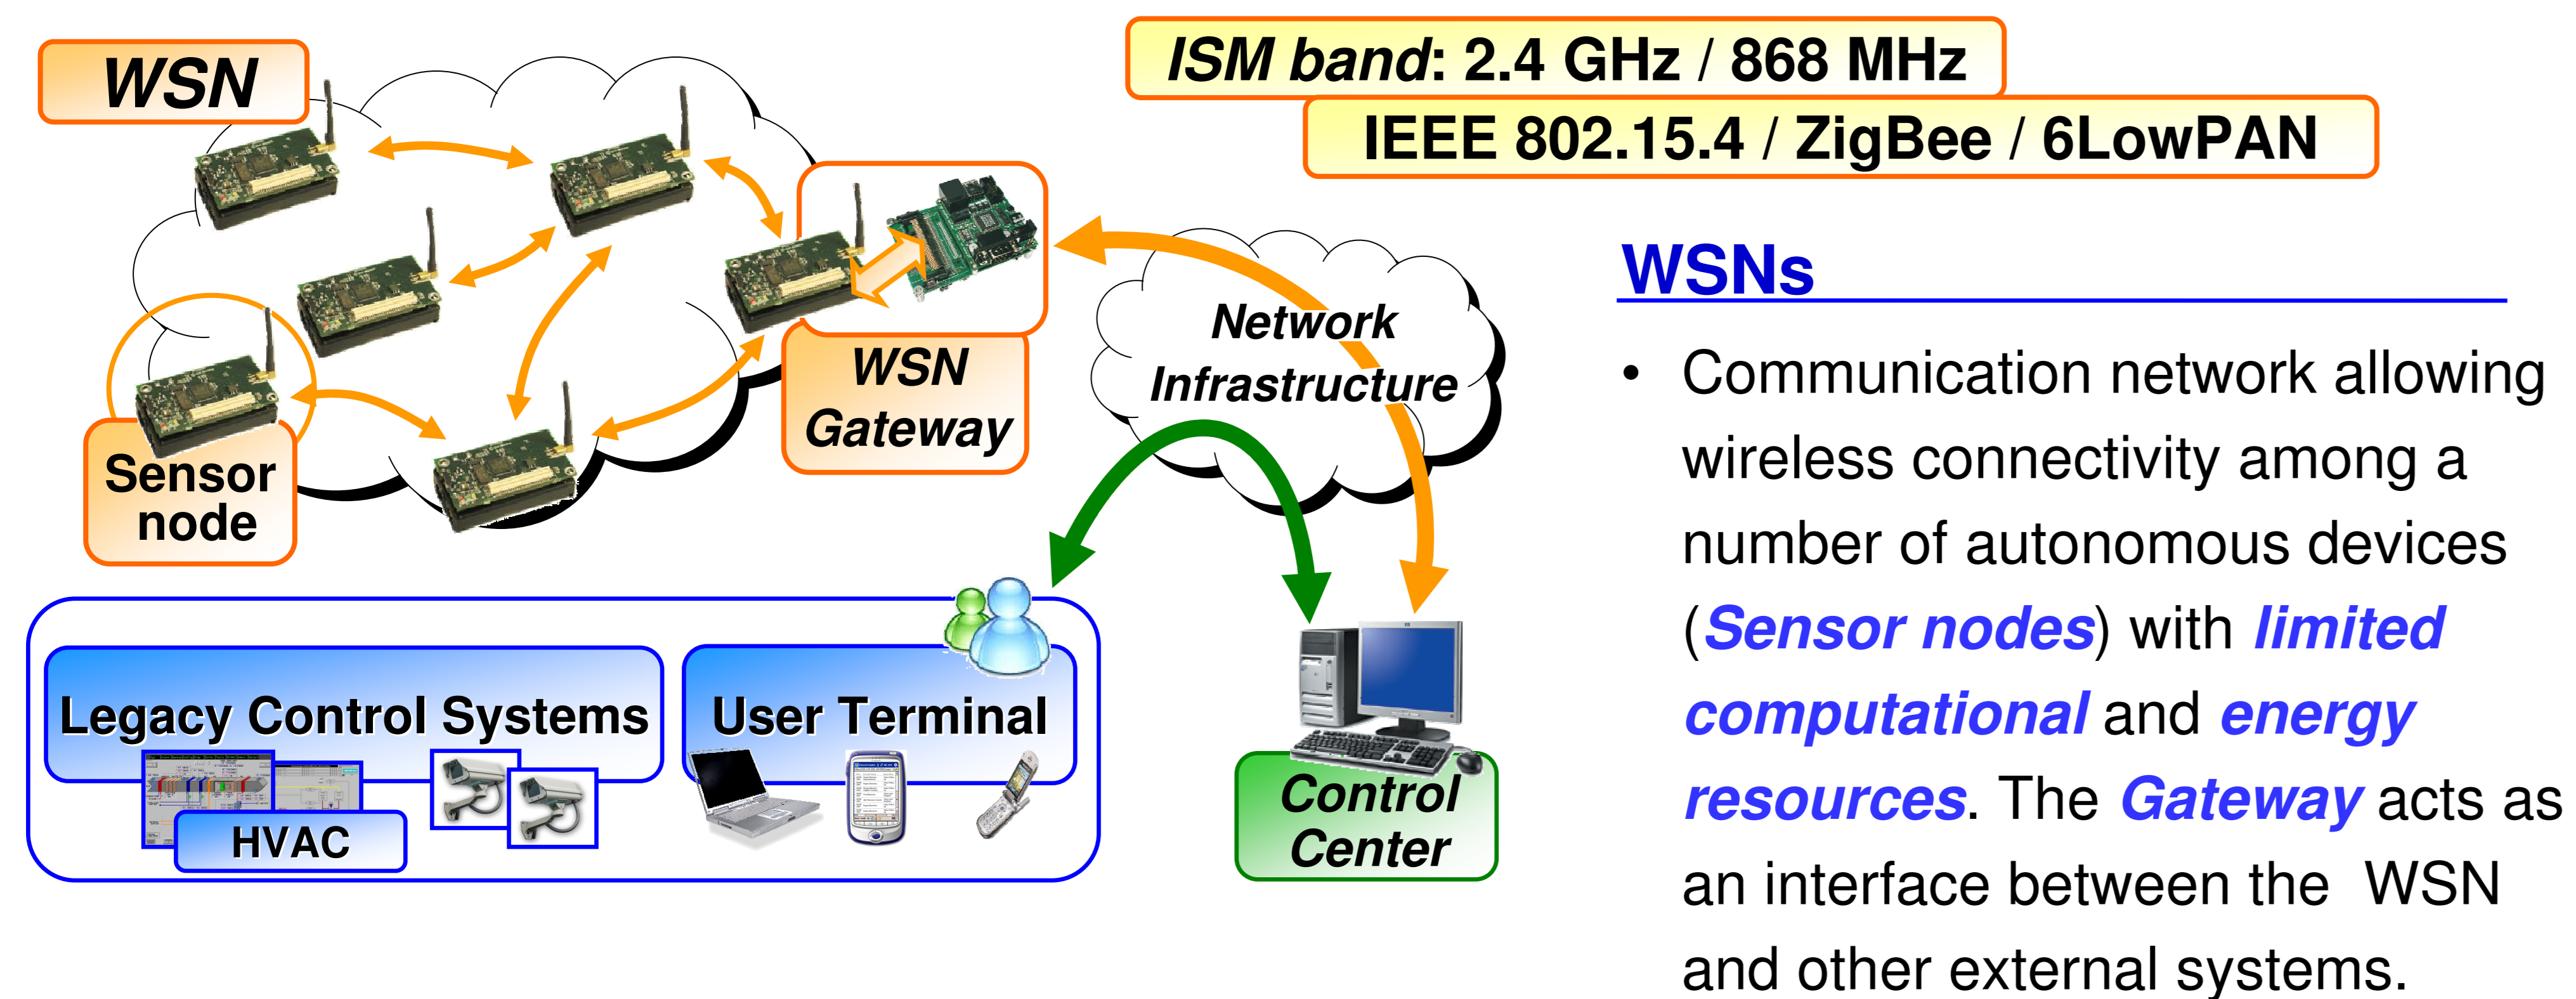 WSN
ISM band: 2.4 GHz / 868 MHz
IEEE 802.15.4 / ZigBee / 6LowPAN
WSN
Gateway
Sensor
node
Network
Infrastructure
Legacy Control Systems
HVAC
User Terminal
Control
Center
WSNs
• Communication network allowing
wireless connectivity among a
number of autonomous devices
(Sensor nodes) with limited
computational and energy
resources. The Gateway acts as
an interface between the WSN
and other external systems.